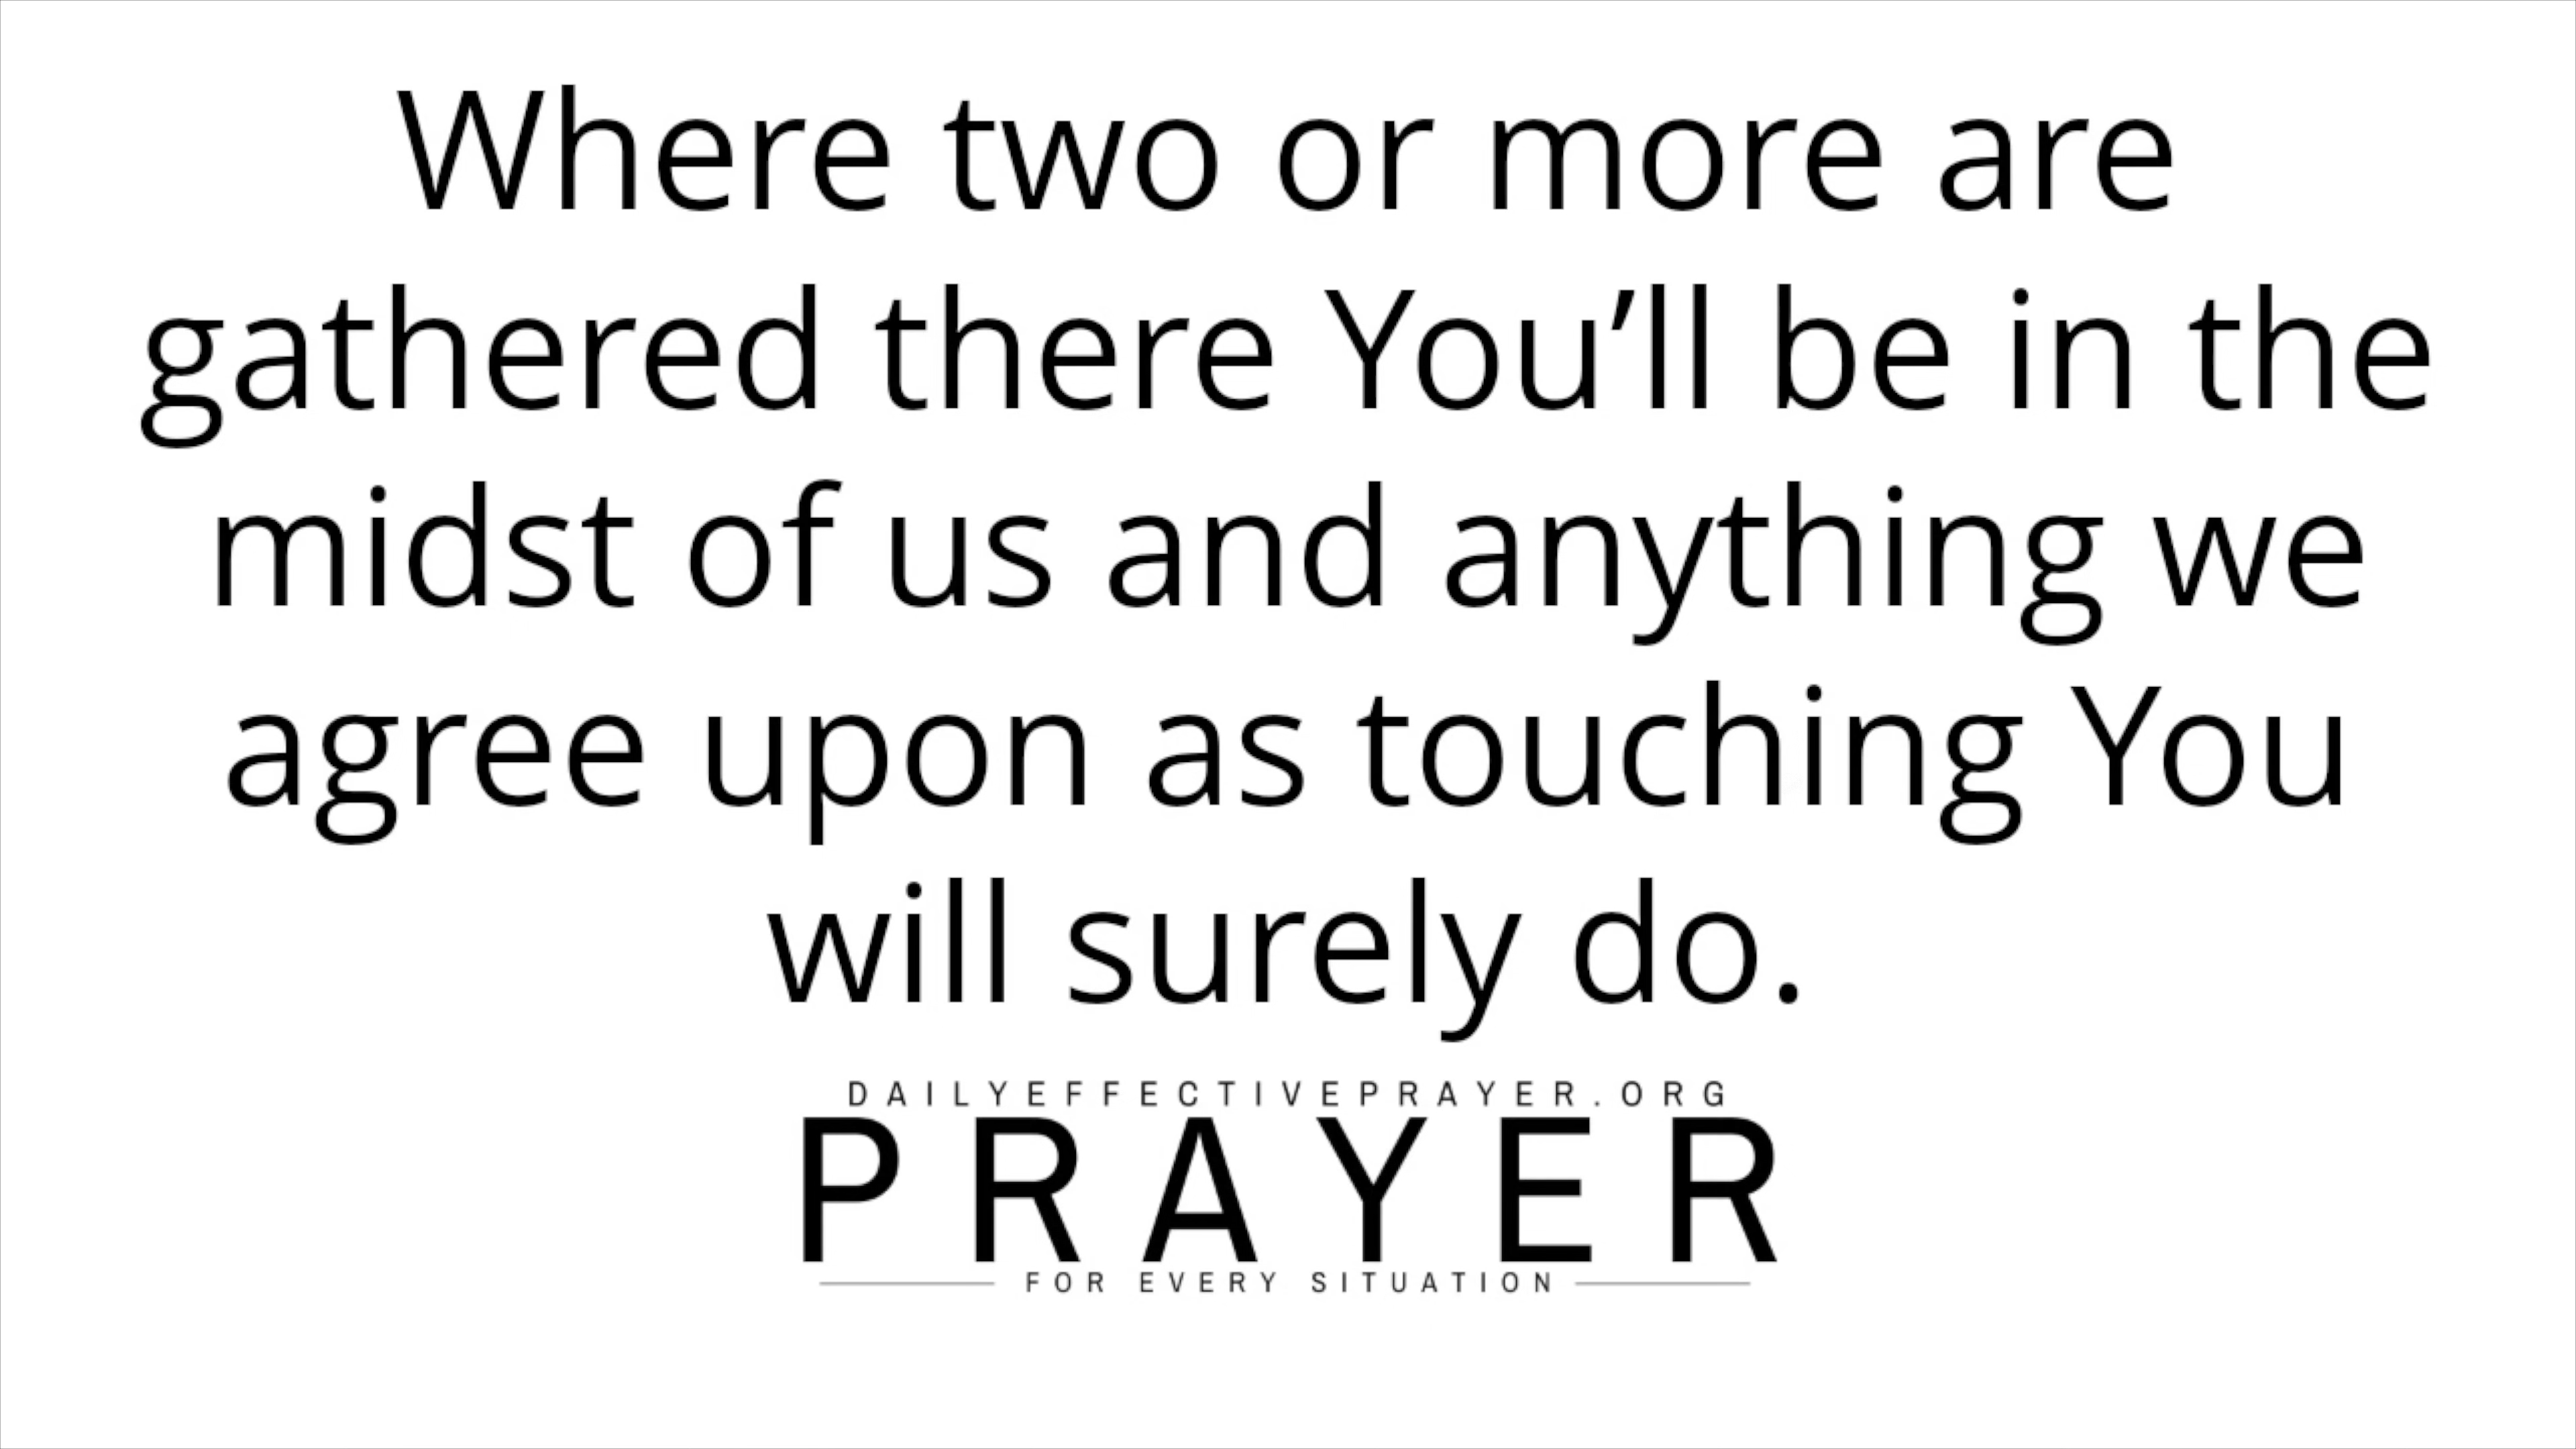 Where two or more are
gathered there You’ll be in the
midst of us and anything we
agree upon as touching You
will surely do.
DAILYEFFECTIVEPRAYER.ORG
PRAYER
FOR EVERY SITUATION